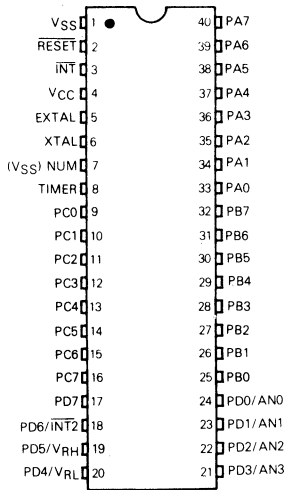 VSS 1 40 PA7
RESET 2 39 PA6
INT 3 38 PA5
VCC 4 37 PA4
EXTAL 5 36 PA3
XTAL 6 35 PA2
(VSS) NUM 7 34 PA1
TIMER 8 33 PA0
PC0 9 32 PB7
PC1 10 31 PB6
PC2 11 30 PB5
PC3 12 29 PB4
PC4 13 28 PB3
PC5 14 27 PB2
PC6 15 26 PB1
PC7 16 25 PB0
PD7 17 24 PD0/AN0
PD6/INT2 18 23 PD1/AN1
PD5/VRH 19 22 PD2/AN2
PD4/VRL 20 21 PD3/AN3